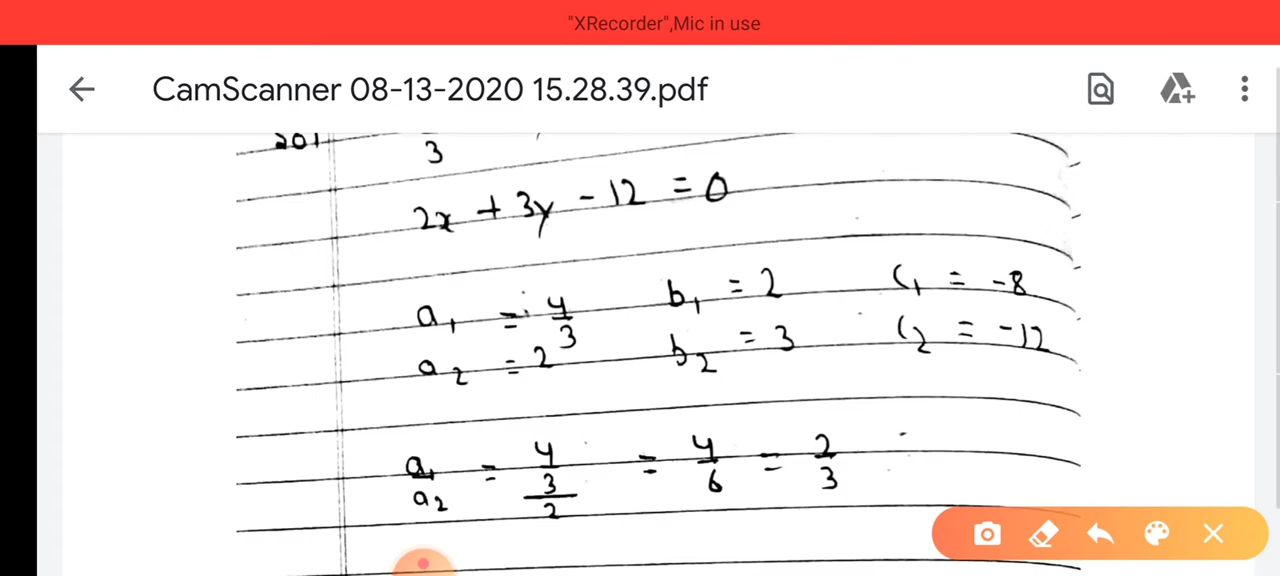 "XRecorder",Mic in use
CamScanner 08-13-2020 15.28.39.pdf
201
3
2x + 3y - 12 = 0
a₁ = 4/3 b₁ = 2 c₁ = -8
a₂ = 2 b₂ = 3 c₂ = -12
a₁/a₂ = 4/3/2 = 4/6 = 2/3